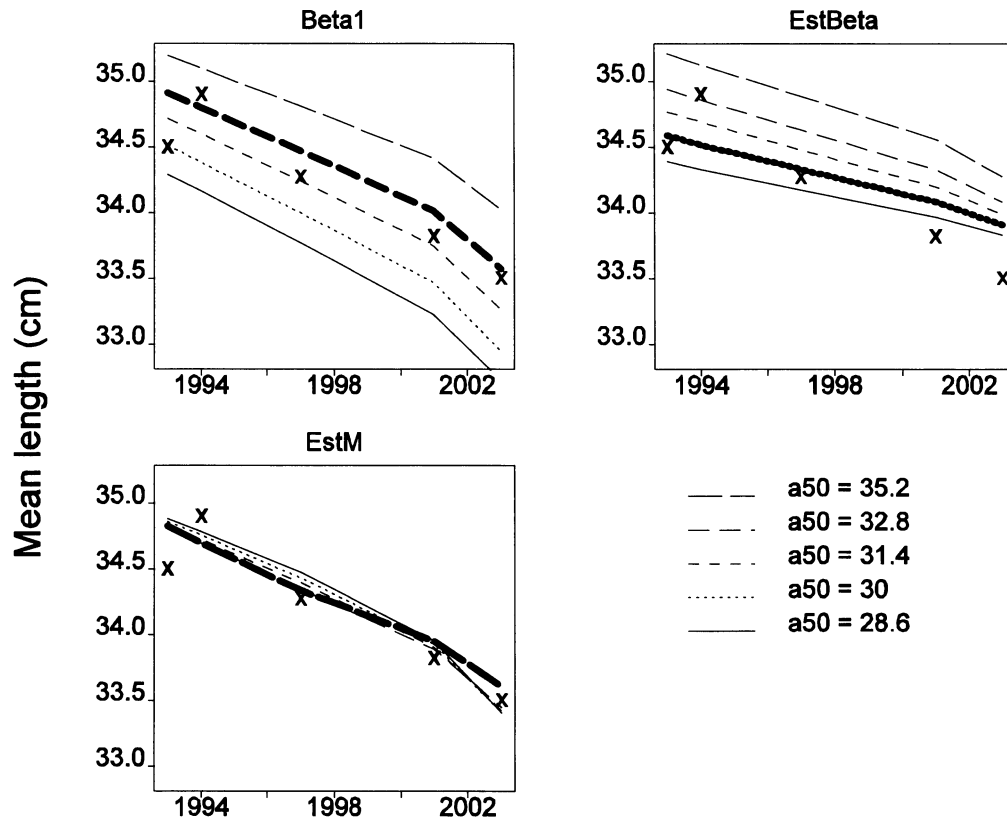 Beta1
35.0
34.5
34.0
33.5
33.0
1994 1998 2002
EstBeta
35.0
34.5
34.0
33.5
33.0
1994 1998 2002
Mean length (cm)
EstM
35.0
34.5
34.0
33.5
33.0
1994 1998 2002
a50 = 35.2
a50 = 32.8
a50 = 31.4
a50 = 30
a50 = 28.6